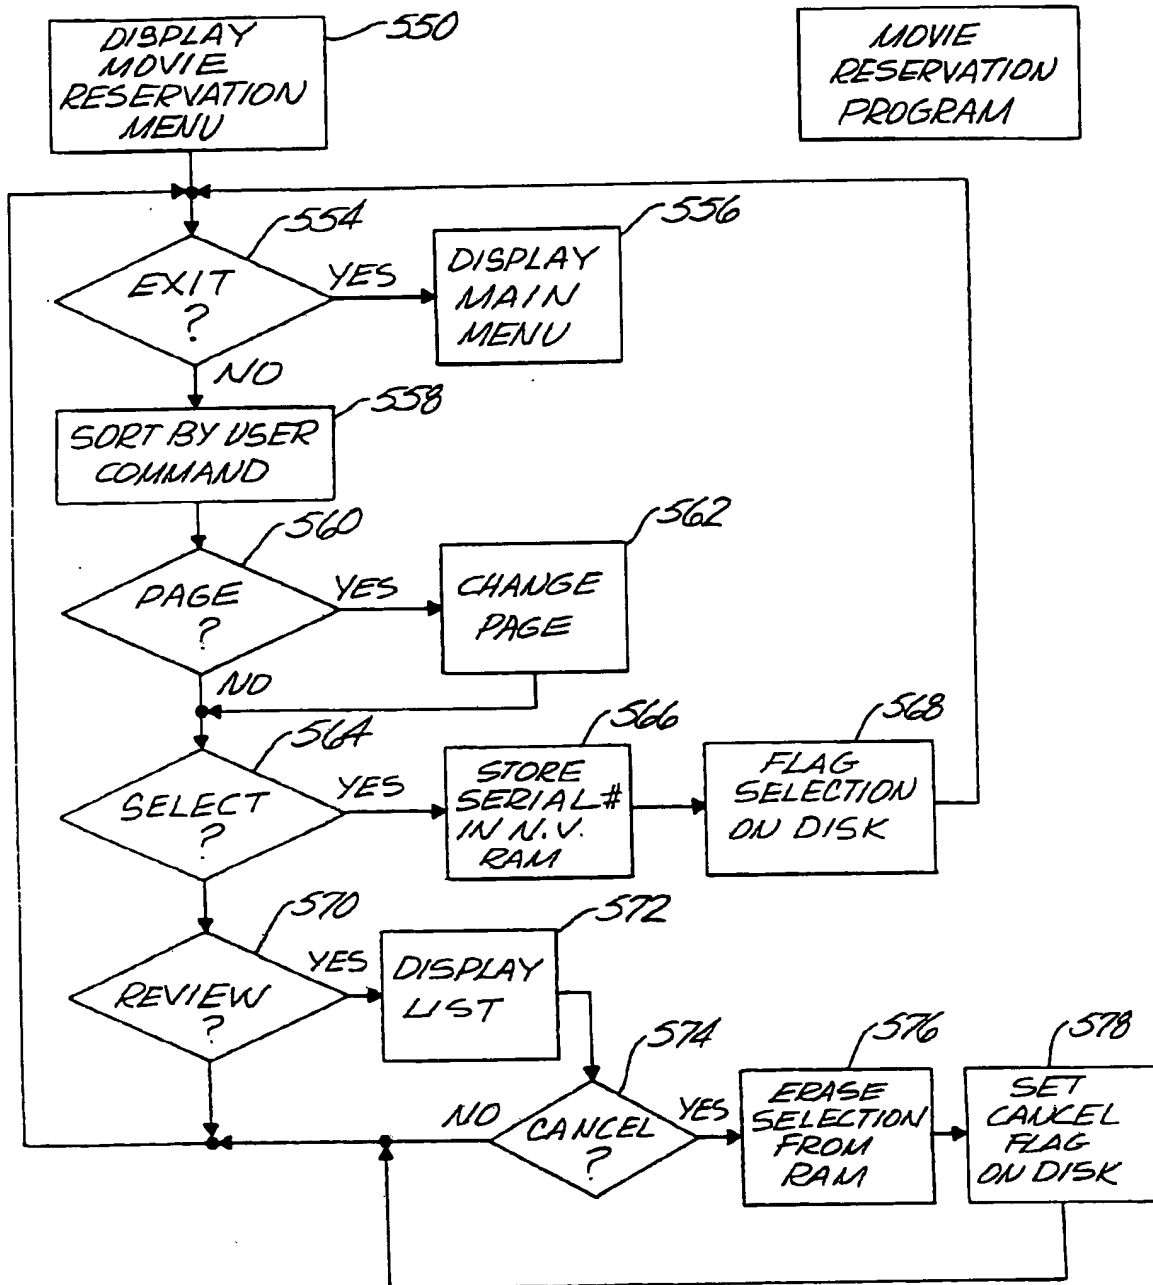 DISPLAY
MOVIE
RESERVATION
MENU
550
MOVIE
RESERVATION
PROGRAM
554
EXIT
?
YES
556
DISPLAY
MAIN
MENU
NO
558
SORT BY USER
COMMAND
560
PAGE
?
YES
562
CHANGE
PAGE
NO
564
SELECT
?
YES
566
STORE
SERIAL #
IN N.V.
RAM
568
FLAG
SELECTION
ON DISK
570
REVIEW
?
YES
572
DISPLAY
LIST
574
CANCEL
?
NO
YES
576
ERASE
SELECTION
FROM
RAM
578
SET
CANCEL
FLAG
ON DISK